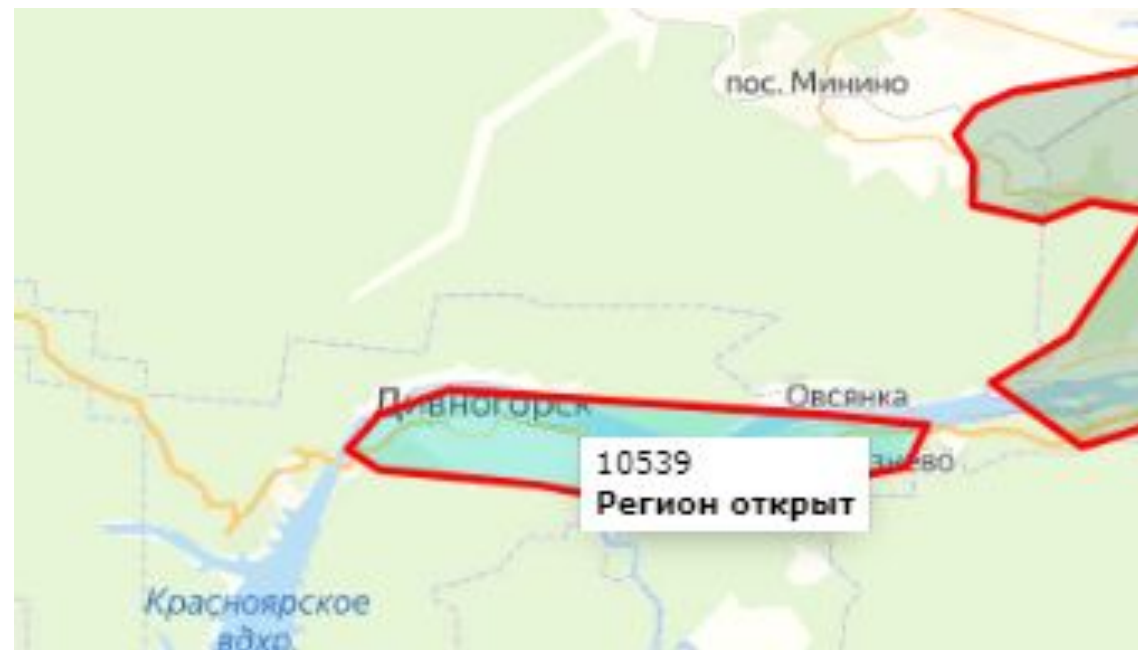 пос. Минино
Дивногорск
Овсянка
10539
Регион открыт
Красноярское
вдхр.